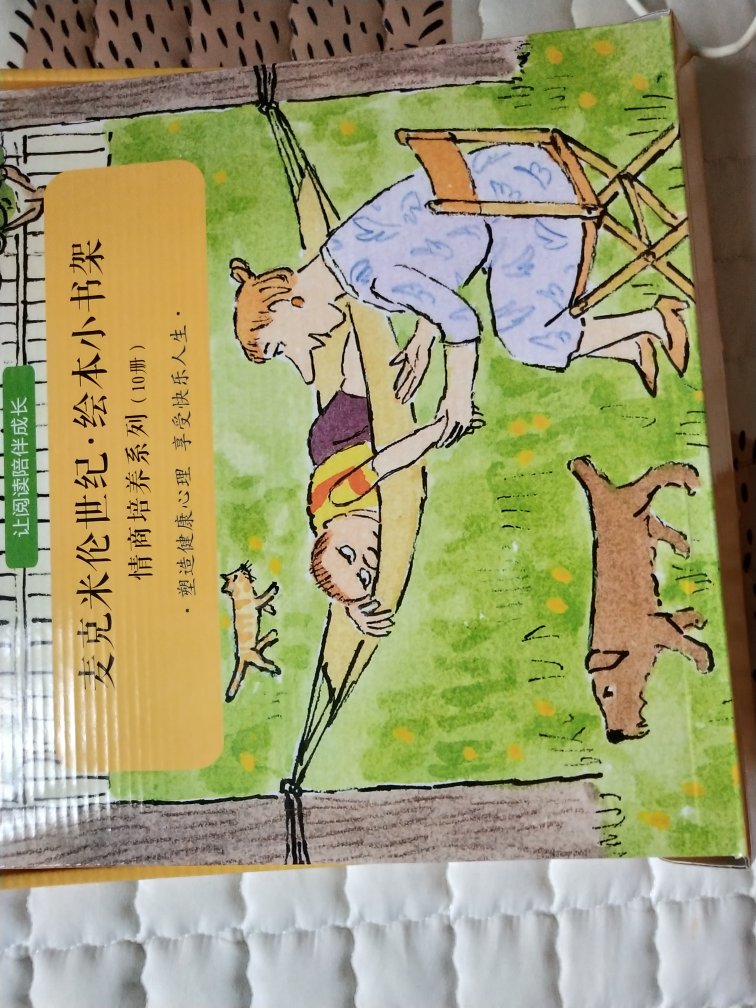 让阅读陪伴成长
麦克米伦世纪·绘本小书架
情商培养系列（10册）
·塑造健康心理 享受快乐人生·